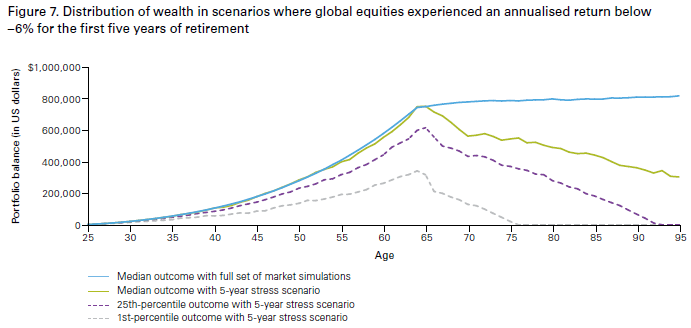 Figure 7. Distribution of wealth in scenarios where global equities experienced an annualised return below
–6% for the first five years of retirement
Portfolio balance (in US dollars)
$1,000,000
800,000
600,000
400,000
200,000
0
25 30 35 40 45 50 55 60 65 70 75 80 85 90 95
Age
Median outcome with full set of market simulations
Median outcome with 5-year stress scenario
25th-percentile outcome with 5-year stress scenario
1st-percentile outcome with 5-year stress scenario